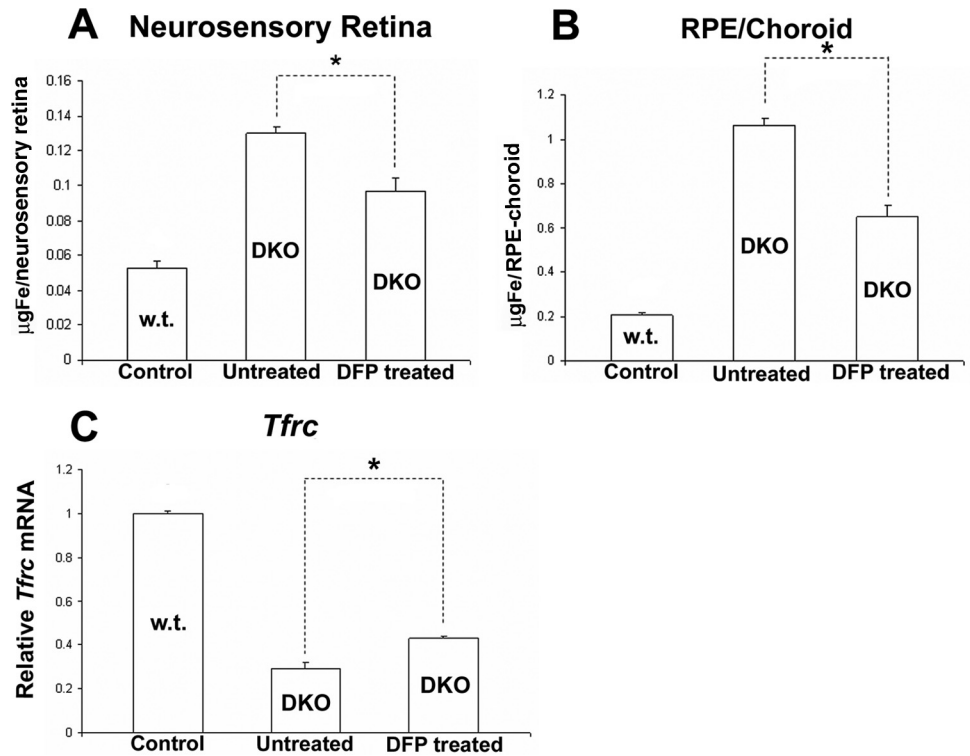 A Neurosensory Retina
*
µgFe/neurosensory retina
0.16
0.14
0.12
0.1
0.08
0.06
0.04
0.02
0
w.t.
DKO
DKO
Control Untreated DFP treated
B RPE/Choroid
*
µgFe/RPE-choroid
1.2
1
0.8
0.6
0.4
0.2
0
w.t.
DKO
DKO
Control Untreated DFP treated
C Tfrc
*
Relative Tfrc mRNA
1.2
1
0.8
0.6
0.4
0.2
0
w.t.
DKO
DKO
Control Untreated DFP treated